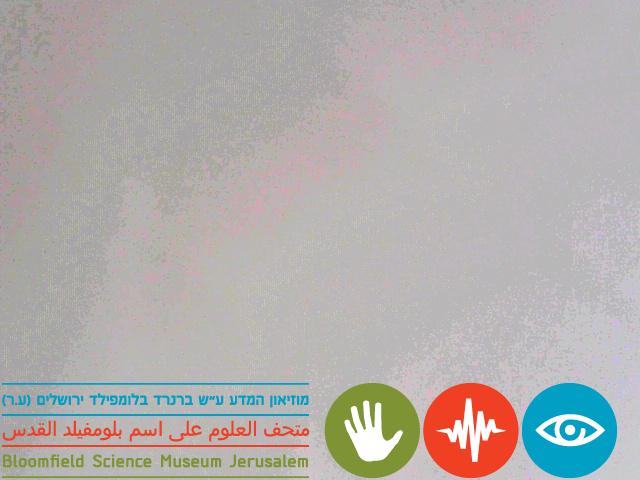 מוזיאון המדע ע״ש ברנרד בלומפילד ירושלים (ע.ר)
متحف العلوم على اسم بلومفيلد القدس
Bloomfield Science Museum Jerusalem